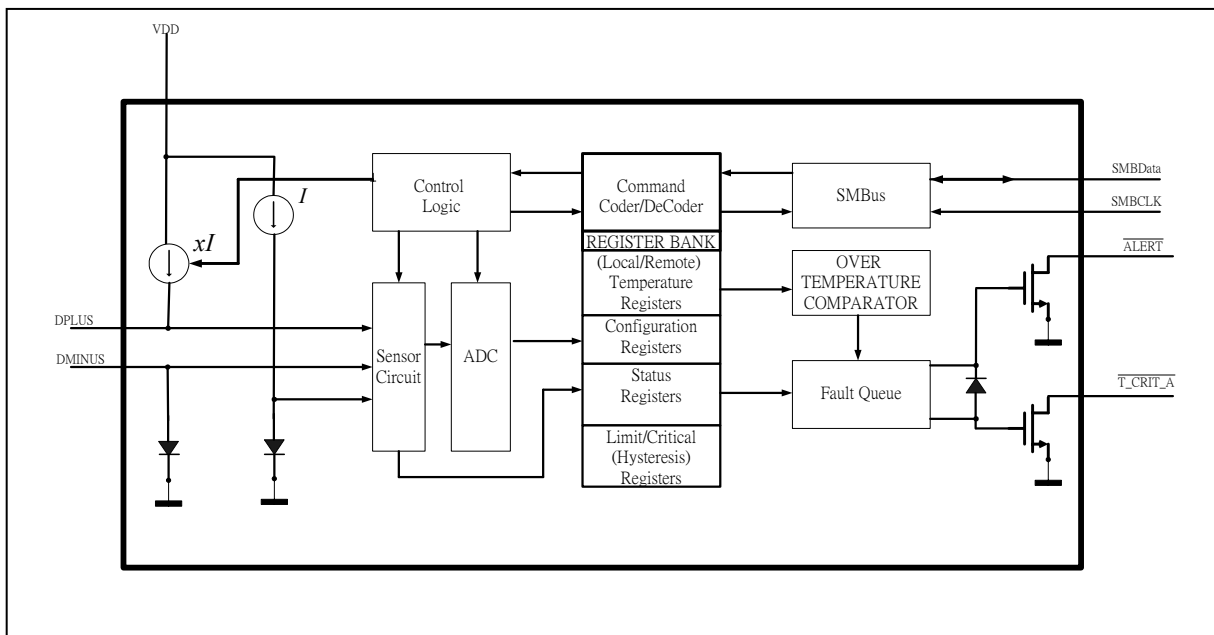 VDD
Control
Logic
Command
Coder/DeCoder
SMBus
SMBData
SMBCLK
I
xI
REGISTER BANK
(Local/Remote)
Temperature
Registers
OVER
TEMPERATURE
COMPARATOR
ALERT
DPLUS
DMINUS
Sensor
Circuit
ADC
Configuration
Registers
Status
Registers
Fault Queue
T_CRIT_A
Limit/Critical
(Hysteresis)
Registers